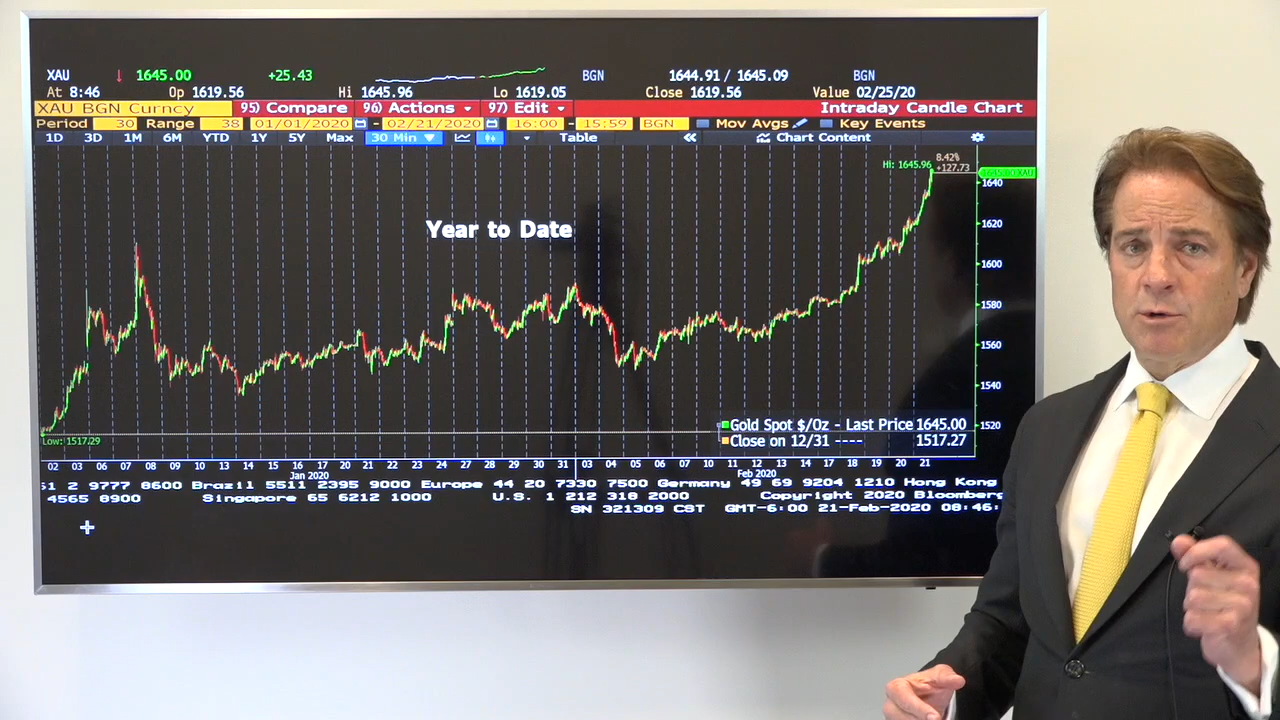 XAU ↓ 1645.00 +25.43 BGN 1644.91 / 1645.09 BGN
At 8:46 Op 1619.56 Hi 1645.96 Lo 1619.05 Close 1619.56 Value 02/25/20
XAU BGN Curncy 95) Compare 96) Actions 97) Edit Intraday Candle Chart
Period 30 Range 38 01/01/2020 - 02/21/2020 16:00 - 15:59 BGN Mov Avgs Key Events
1D 3D 1M 6M YTD 1Y 5Y Max 30 Min Table « Chart Content
8.42%
Hi: 1645.96 +127.73
1645.00 XAU
1640
Year to Date
1620
1600
1580
1560
1540
Gold Spot $/Oz - Last Price 1645.00
1520
Close on 12/31 ---- 1517.27
Low: 1517.29
02 03 06 07 08 09 10 13 14 15 16 17 20 21 22 23 24 27 28 29 30 31 03 04 05 06 07 10 11 12 13 14 17 18 19 20 21
Jan 2020 Feb 2020
61 2 9777 8600 Brazil 5511 2395 9000 Europe 44 20 7330 7500 Germany 49 69 9204 1210 Hong Kong
4565 8900 Singapore 65 6212 1000 U.S. 1 212 318 2000 Copyright 2020 Bloomberg
SN 321309 CST GMT-6:00 21-Feb-2020 08:46: